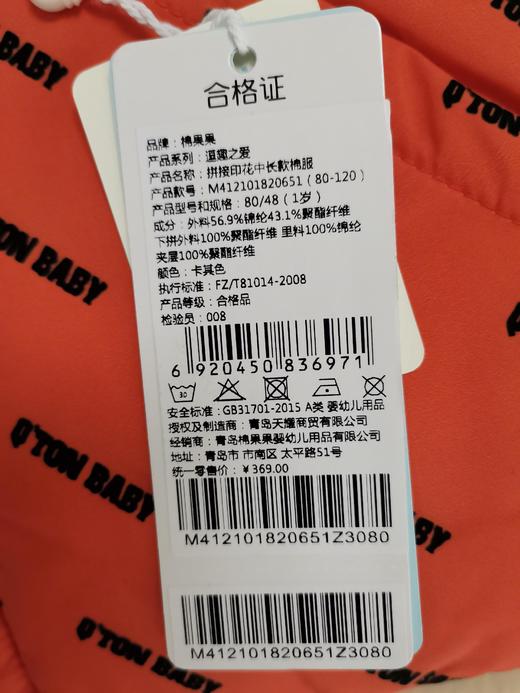 TON BABY
Q'TON BABY
合格证
品牌：棉果果
产品系列：逗趣之爱
产品名称：拼接印花中长款棉服
产品款号：M412101820651（80-120）
产品型号和规格：80/48（1岁）
成分：外料56.9%锦纶43.1%聚酯纤维
下拼外料100%聚酯纤维 里料100%锦纶
夹层100%聚酯纤维
颜色：卡其色
执行标准：FZ/T81014-2008
产品等级：合格品
检验员：008
6 920450 836971
30
安全标准：GB31701-2015 A类 婴幼儿用品
授权及制造商：青岛天耀商贸有限公司
经销商：青岛棉果果婴幼儿用品有限公司
地址：青岛市 市南区 太平路51号
统一零售价：￥369.00
M412101820651Z3080
M412101820651Z3080
TON BABY
Q'TON BABY
BABY
Q'TON BABY
Q'TON